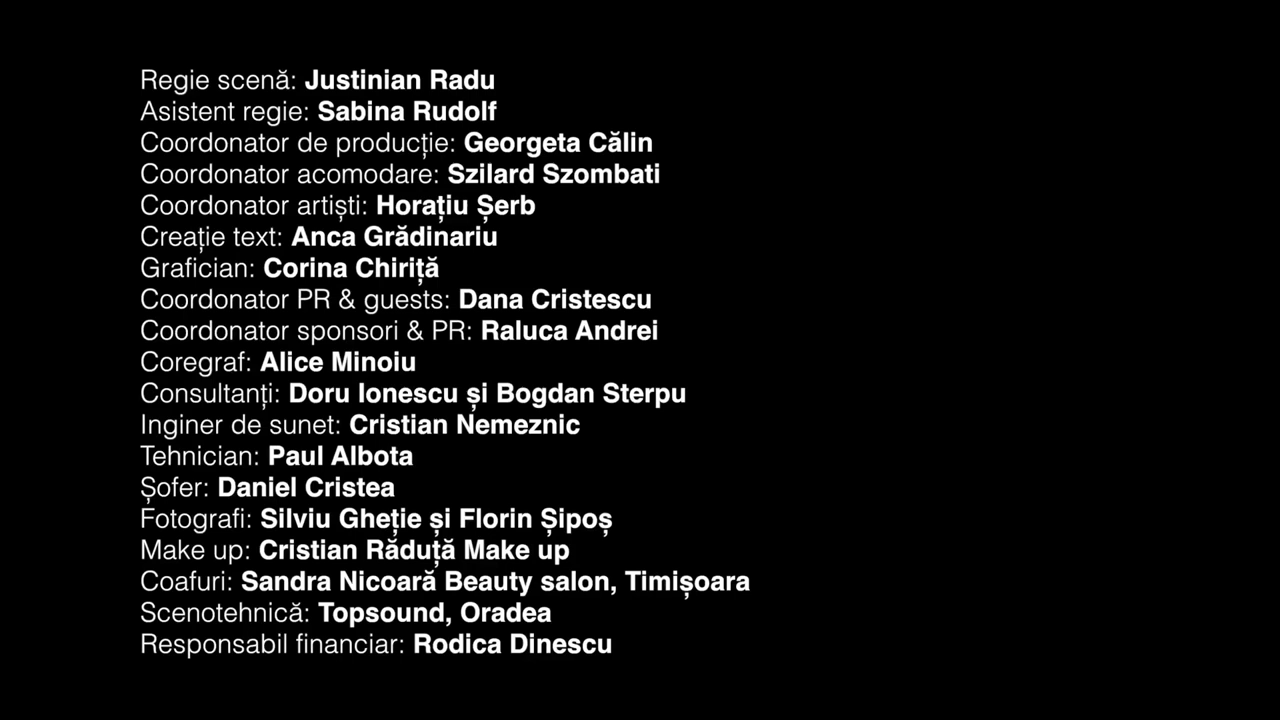 Regie scenă: Justinian Radu
Asistent regie: Sabina Rudolf
Coordonator de producție: Georgeta Călin
Coordonator acomodare: Szilard Szombati
Coordonator artiști: Horațiu Șerb
Creație text: Anca Grădinariu
Grafician: Corina Chiriță
Coordonator PR & guests: Dana Cristescu
Coordonator sponsori & PR: Raluca Andrei
Coregraf: Alice Minoiu
Consultanți: Doru Ionescu și Bogdan Sterpu
Inginer de sunet: Cristian Nemeznic
Tehnician: Paul Albota
Șofer: Daniel Cristea
Fotografi: Silviu Gheție și Florin Șipoș
Make up: Cristian Răduță Make up
Coafuri: Sandra Nicoară Beauty salon, Timișoara
Scenotehnică: Topsound, Oradea
Responsabil financiar: Rodica Dinescu